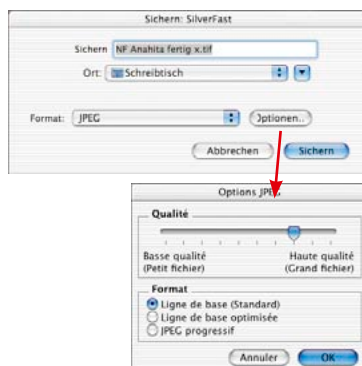 Sichern: SilverFast
Sichern NF Anahita fertig x.tif
Ort: Schreibtisch
Format: JPEG Optionen..
Abbrechen Sichern
Options JPEG
Qualité
Basse qualité Haute qualité
(Petit fichier) (Grand fichier)
Format
Ligne de base (Standard)
Ligne de base optimisée
JPEG progressif
Annuler OK